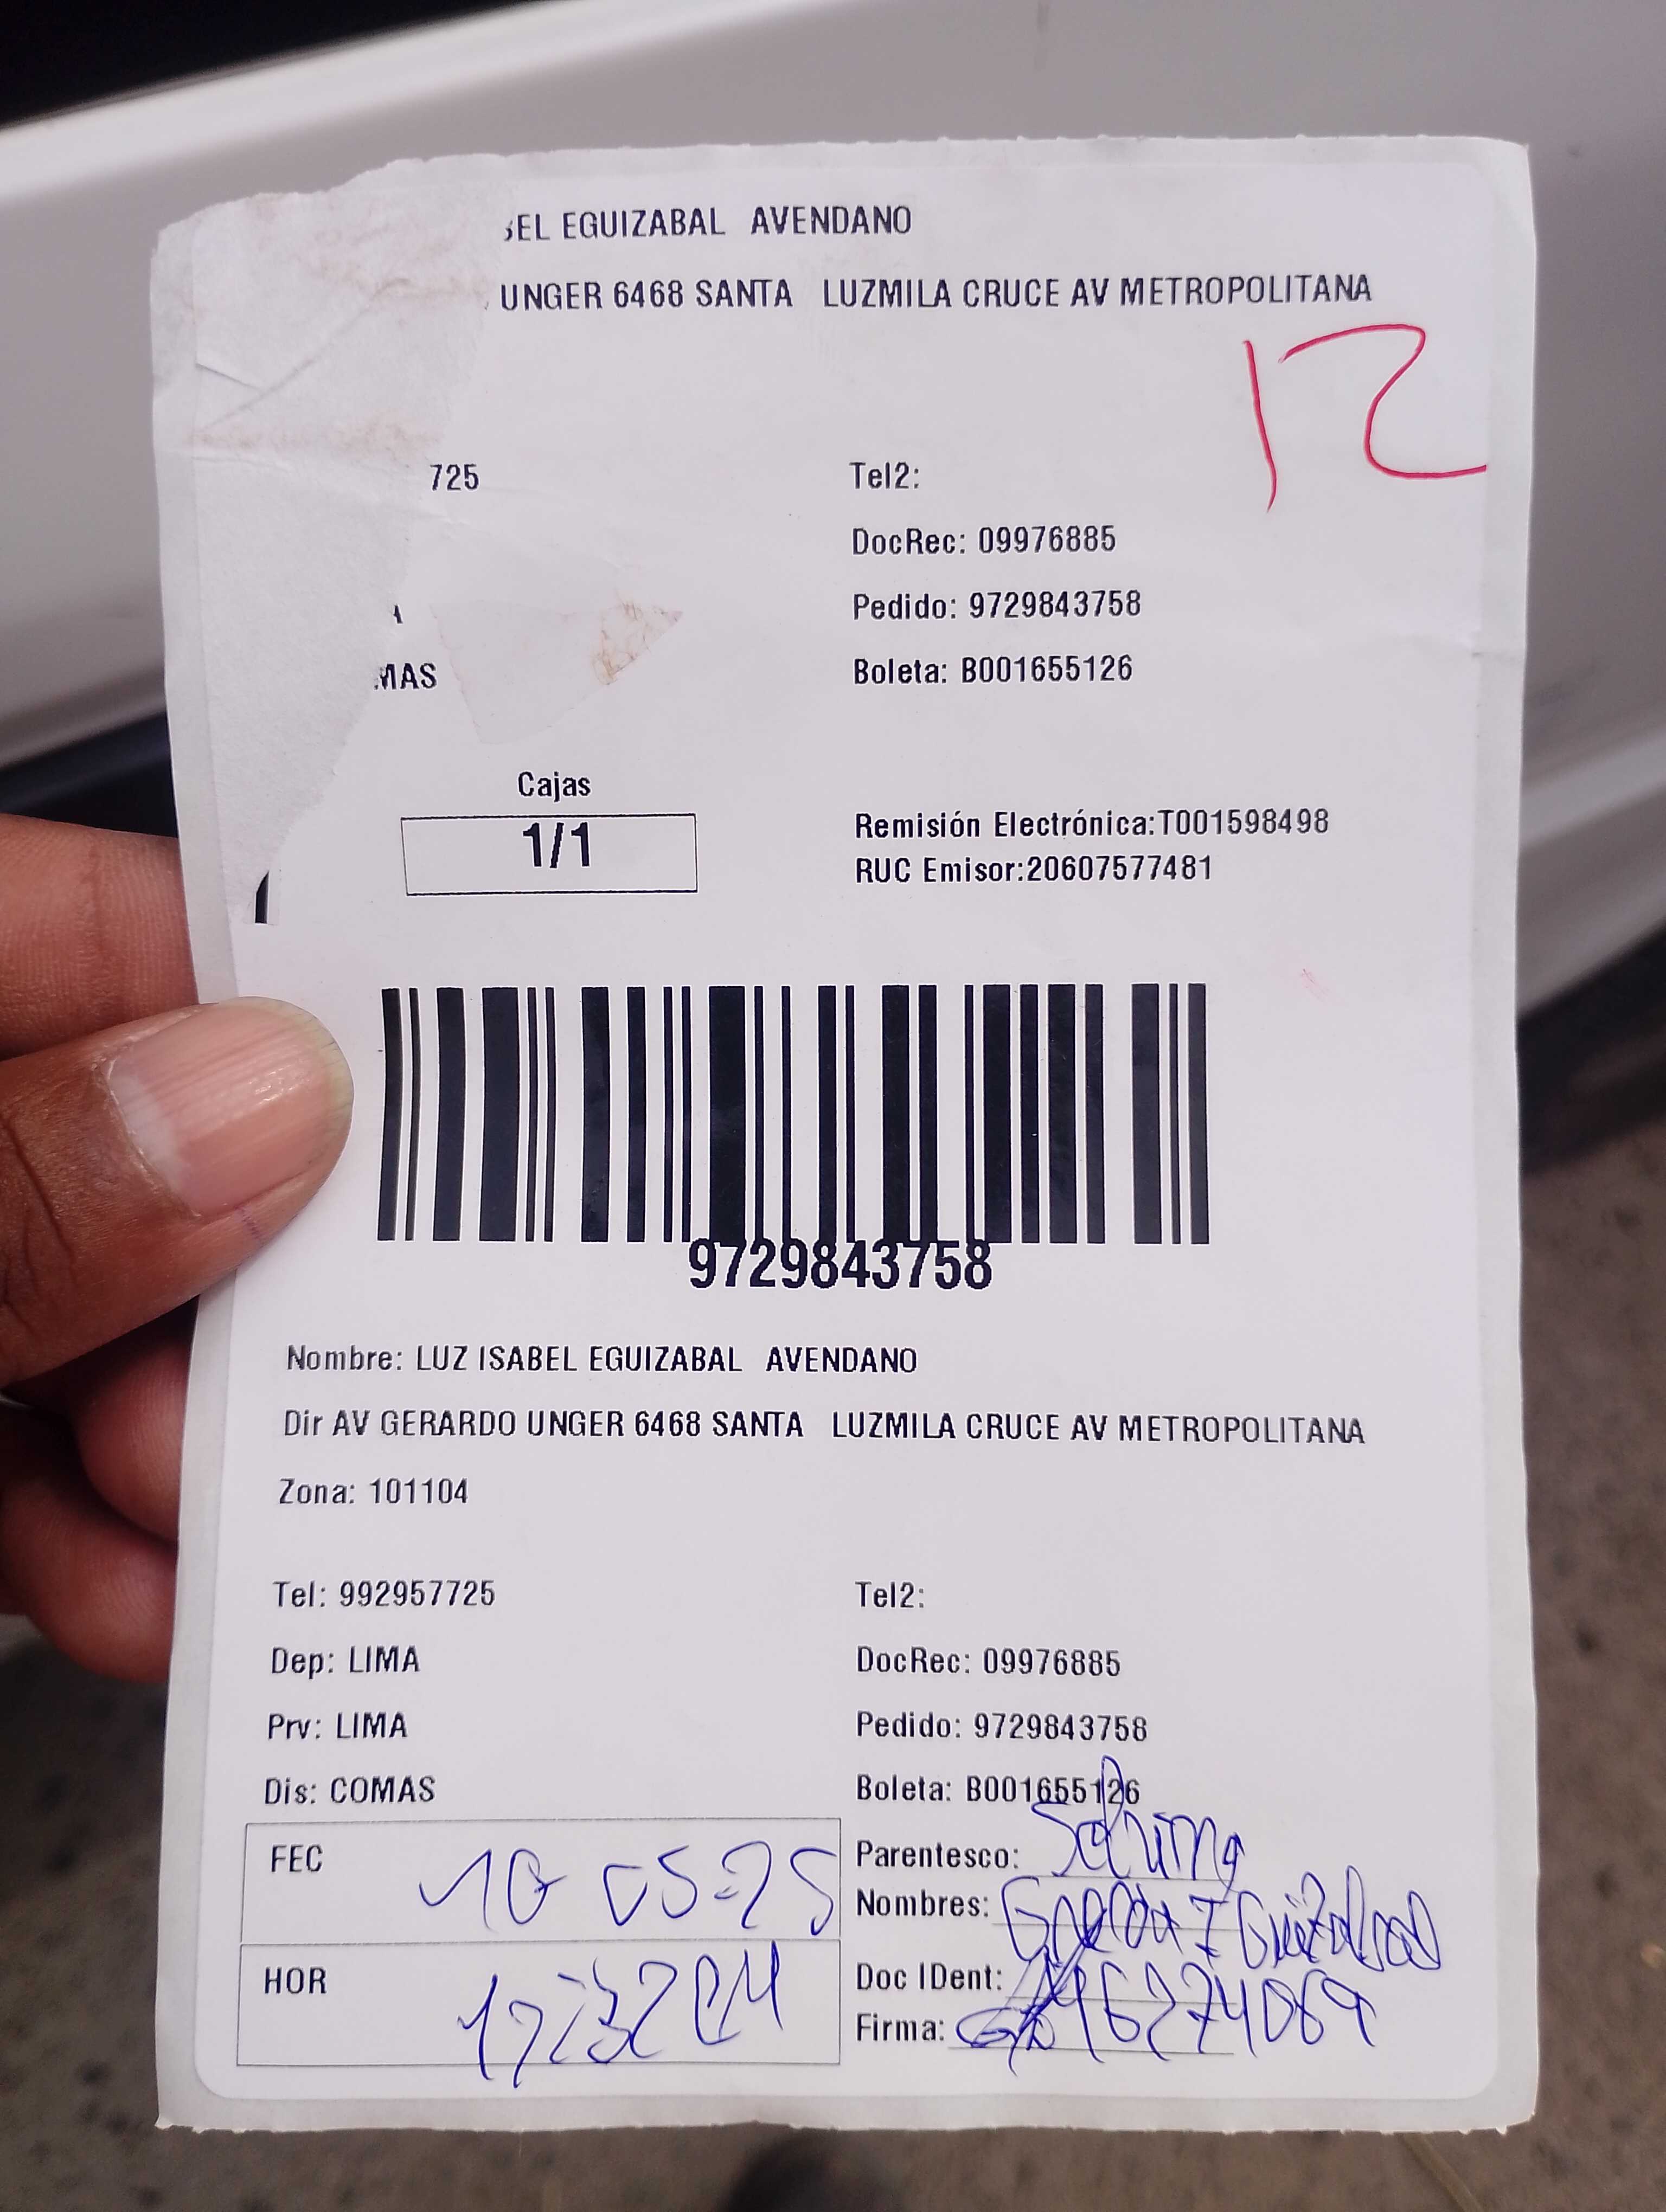 EL EGUIZABAL AVENDANO
UNGER 6468 SANTA LUZMILA CRUCE AV METROPOLITANA
12
725 Tel2:
DocRec: 09976885
Pedido: 9729843758
MAS Boleta: B001655126
Cajas
1/1
Remisión Electrónica:T001598498
RUC Emisor:20607577481
9729843758
Nombre: LUZ ISABEL EGUIZABAL AVENDANO
Dir AV GERARDO UNGER 6468 SANTA LUZMILA CRUCE AV METROPOLITANA
Zona: 101104
Tel: 992957725 Tel2:
Dep: LIMA DocRec: 09976885
Prv: LIMA Pedido: 9729843758
Dis: COMAS Boleta: B001655126
FEC 10 05-25 Parentesco:
Nombres:
HOR Doc IDent:
Firma: